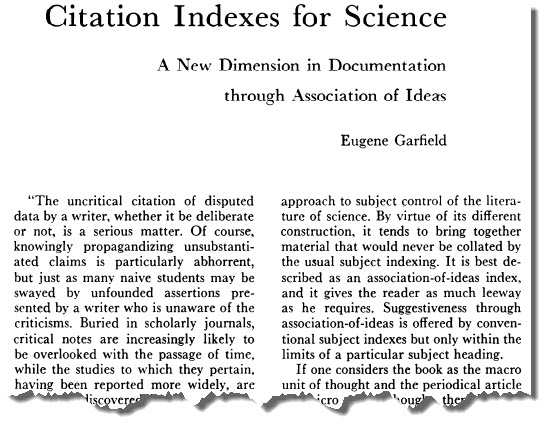 Citation Indexes for Science
A New Dimension in Documentation
through Association of Ideas
Eugene Garfield
"The uncritical citation of disputed
data by a writer, whether it be deliberate
or not, is a serious matter. Of course,
knowingly propagandizing unsubstanti-
ated claims is particularly abhorrent,
but just as many naive students may be
swayed by unfounded assertions pre-
sented by a writer who is unaware of the
criticisms. Buried in scholarly journals,
critical notes are increasingly likely to
be overlooked with the passage of time,
while the studies to which they pertain,
having been reported more widely, are
discovered
approach to subject control of the litera-
ture of science. By virtue of its different
construction, it tends to bring together
material that would never be collated by
the usual subject indexing. It is best de-
scribed as an association-of-ideas index,
and it gives the reader as much leeway
as he requires. Suggestiveness through
association-of-ideas is offered by conven-
tional subject indexes but only within the
limits of a particular subject heading.
If one considers the book as the macro
unit of thought and the periodical article